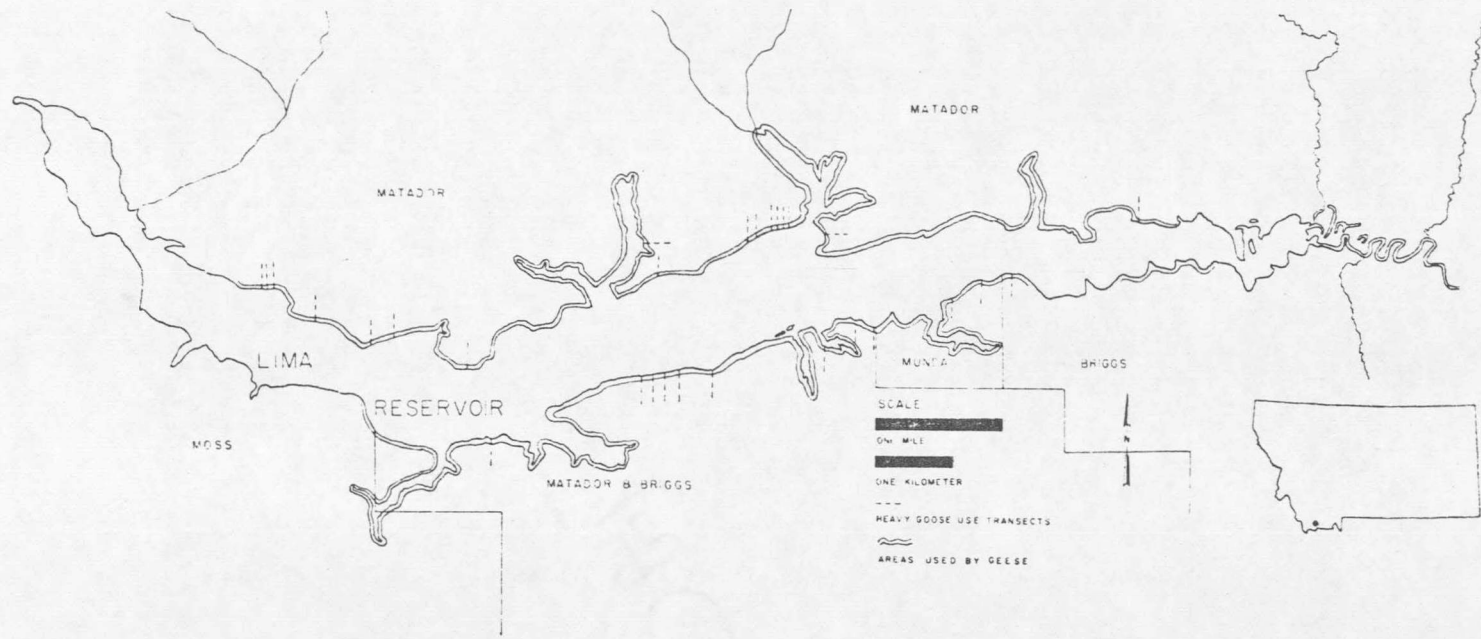 MATADOR
MATADOR
LIMA
RESERVOIR
MOSS
MATADOR & BRIGGS
BRIGGS
SCALE
ONE MILE
ONE KILOMETER
HEAVY GOOSE USE TRANSECTS
AREAS USED BY GEESE
N